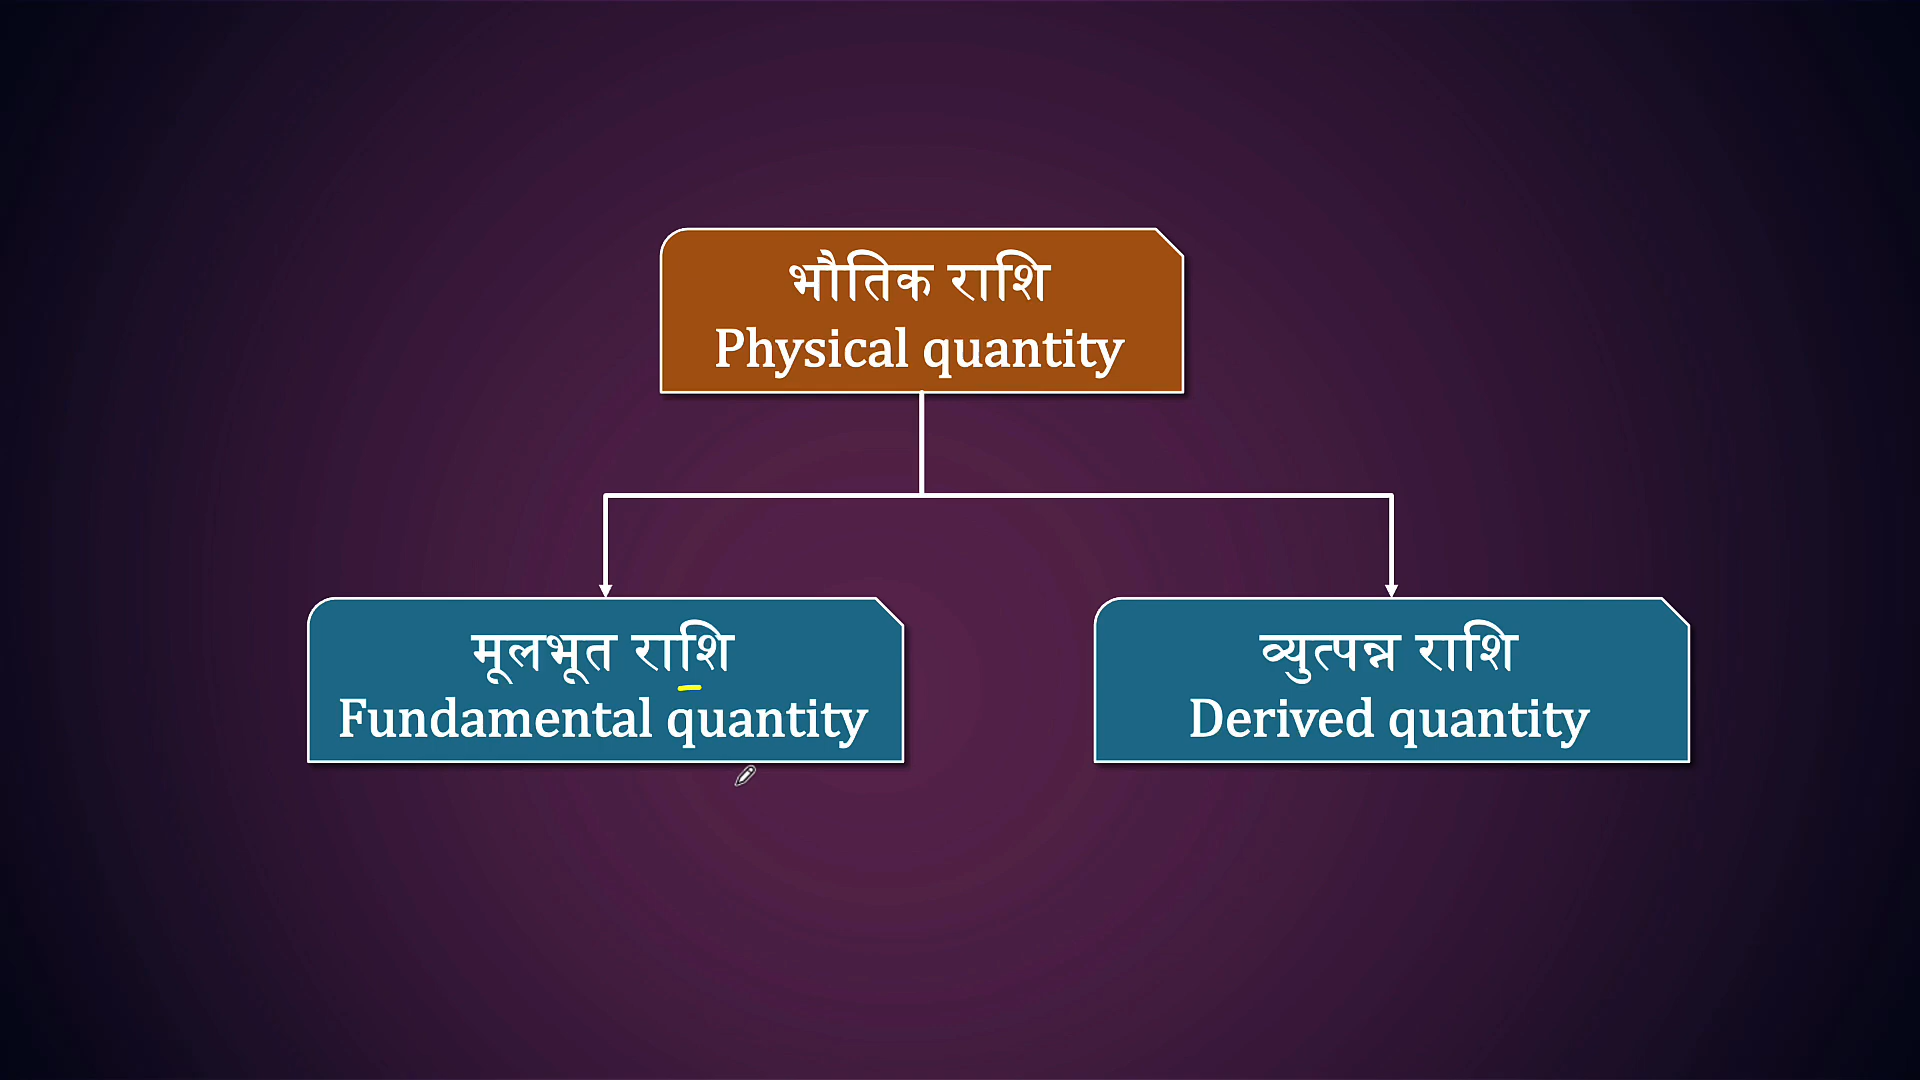 भौतिक राशि
Physical quantity
मूलभूत राशि
Fundamental quantity
व्युत्पन्न राशि
Derived quantity